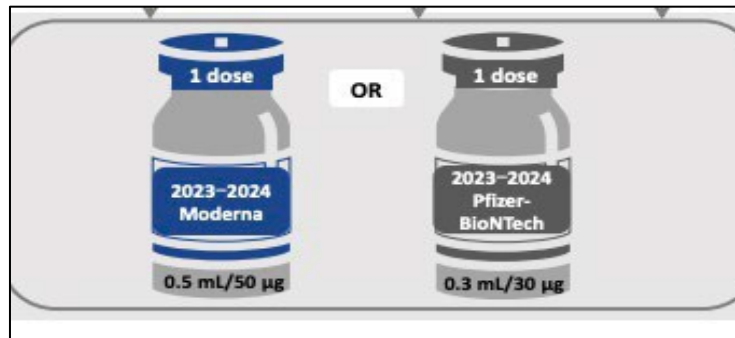 1 dose
OR
1 dose
2023–2024
Moderna
2023–2024
Pfizer-
BioNTech
0.5 mL/50 µg
0.3 mL/30 µg